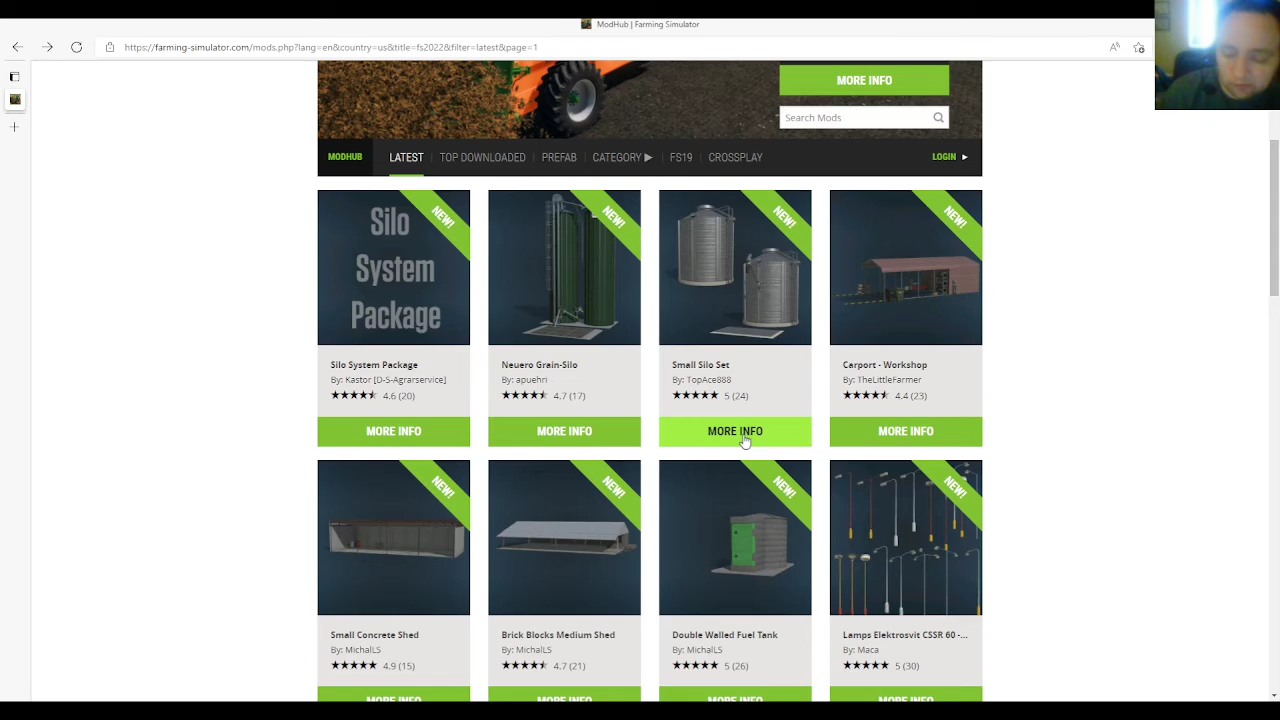 ModHub | Farming Simulator
https://farming-simulator.com/mods.php?lang=en&country=us&title=fs2022&filter=latest&page=1
MORE INFO
Search Mods
MODHUB LATEST TOP DOWNLOADED PREFAB CATEGORY ▶ FS19 CROSSPLAY LOGIN ▶
NEW! NEW! NEW! NEW!
Silo
System
Package
Silo System Package Neuero Grain-Silo Small Silo Set Carport - Workshop
By: Kastor [D-S-Agrarservice] By: apuehri By: TopAce888 By: TheLittleFarmer
4.6 (20) 4.7 (17) 5 (24) 4.4 (23)
MORE INFO MORE INFO MORE INFO MORE INFO
NEW! NEW! NEW! NEW!
Small Concrete Shed Brick Blocks Medium Shed Double Walled Fuel Tank Lamps Elektrosvit CSSR 60 -...
By: MichalLS By: MichalLS By: MichalLS By: Maca
4.9 (15) 4.7 (21) 5 (26) 5 (30)
MORE INFO MORE INFO MORE INFO MORE INFO